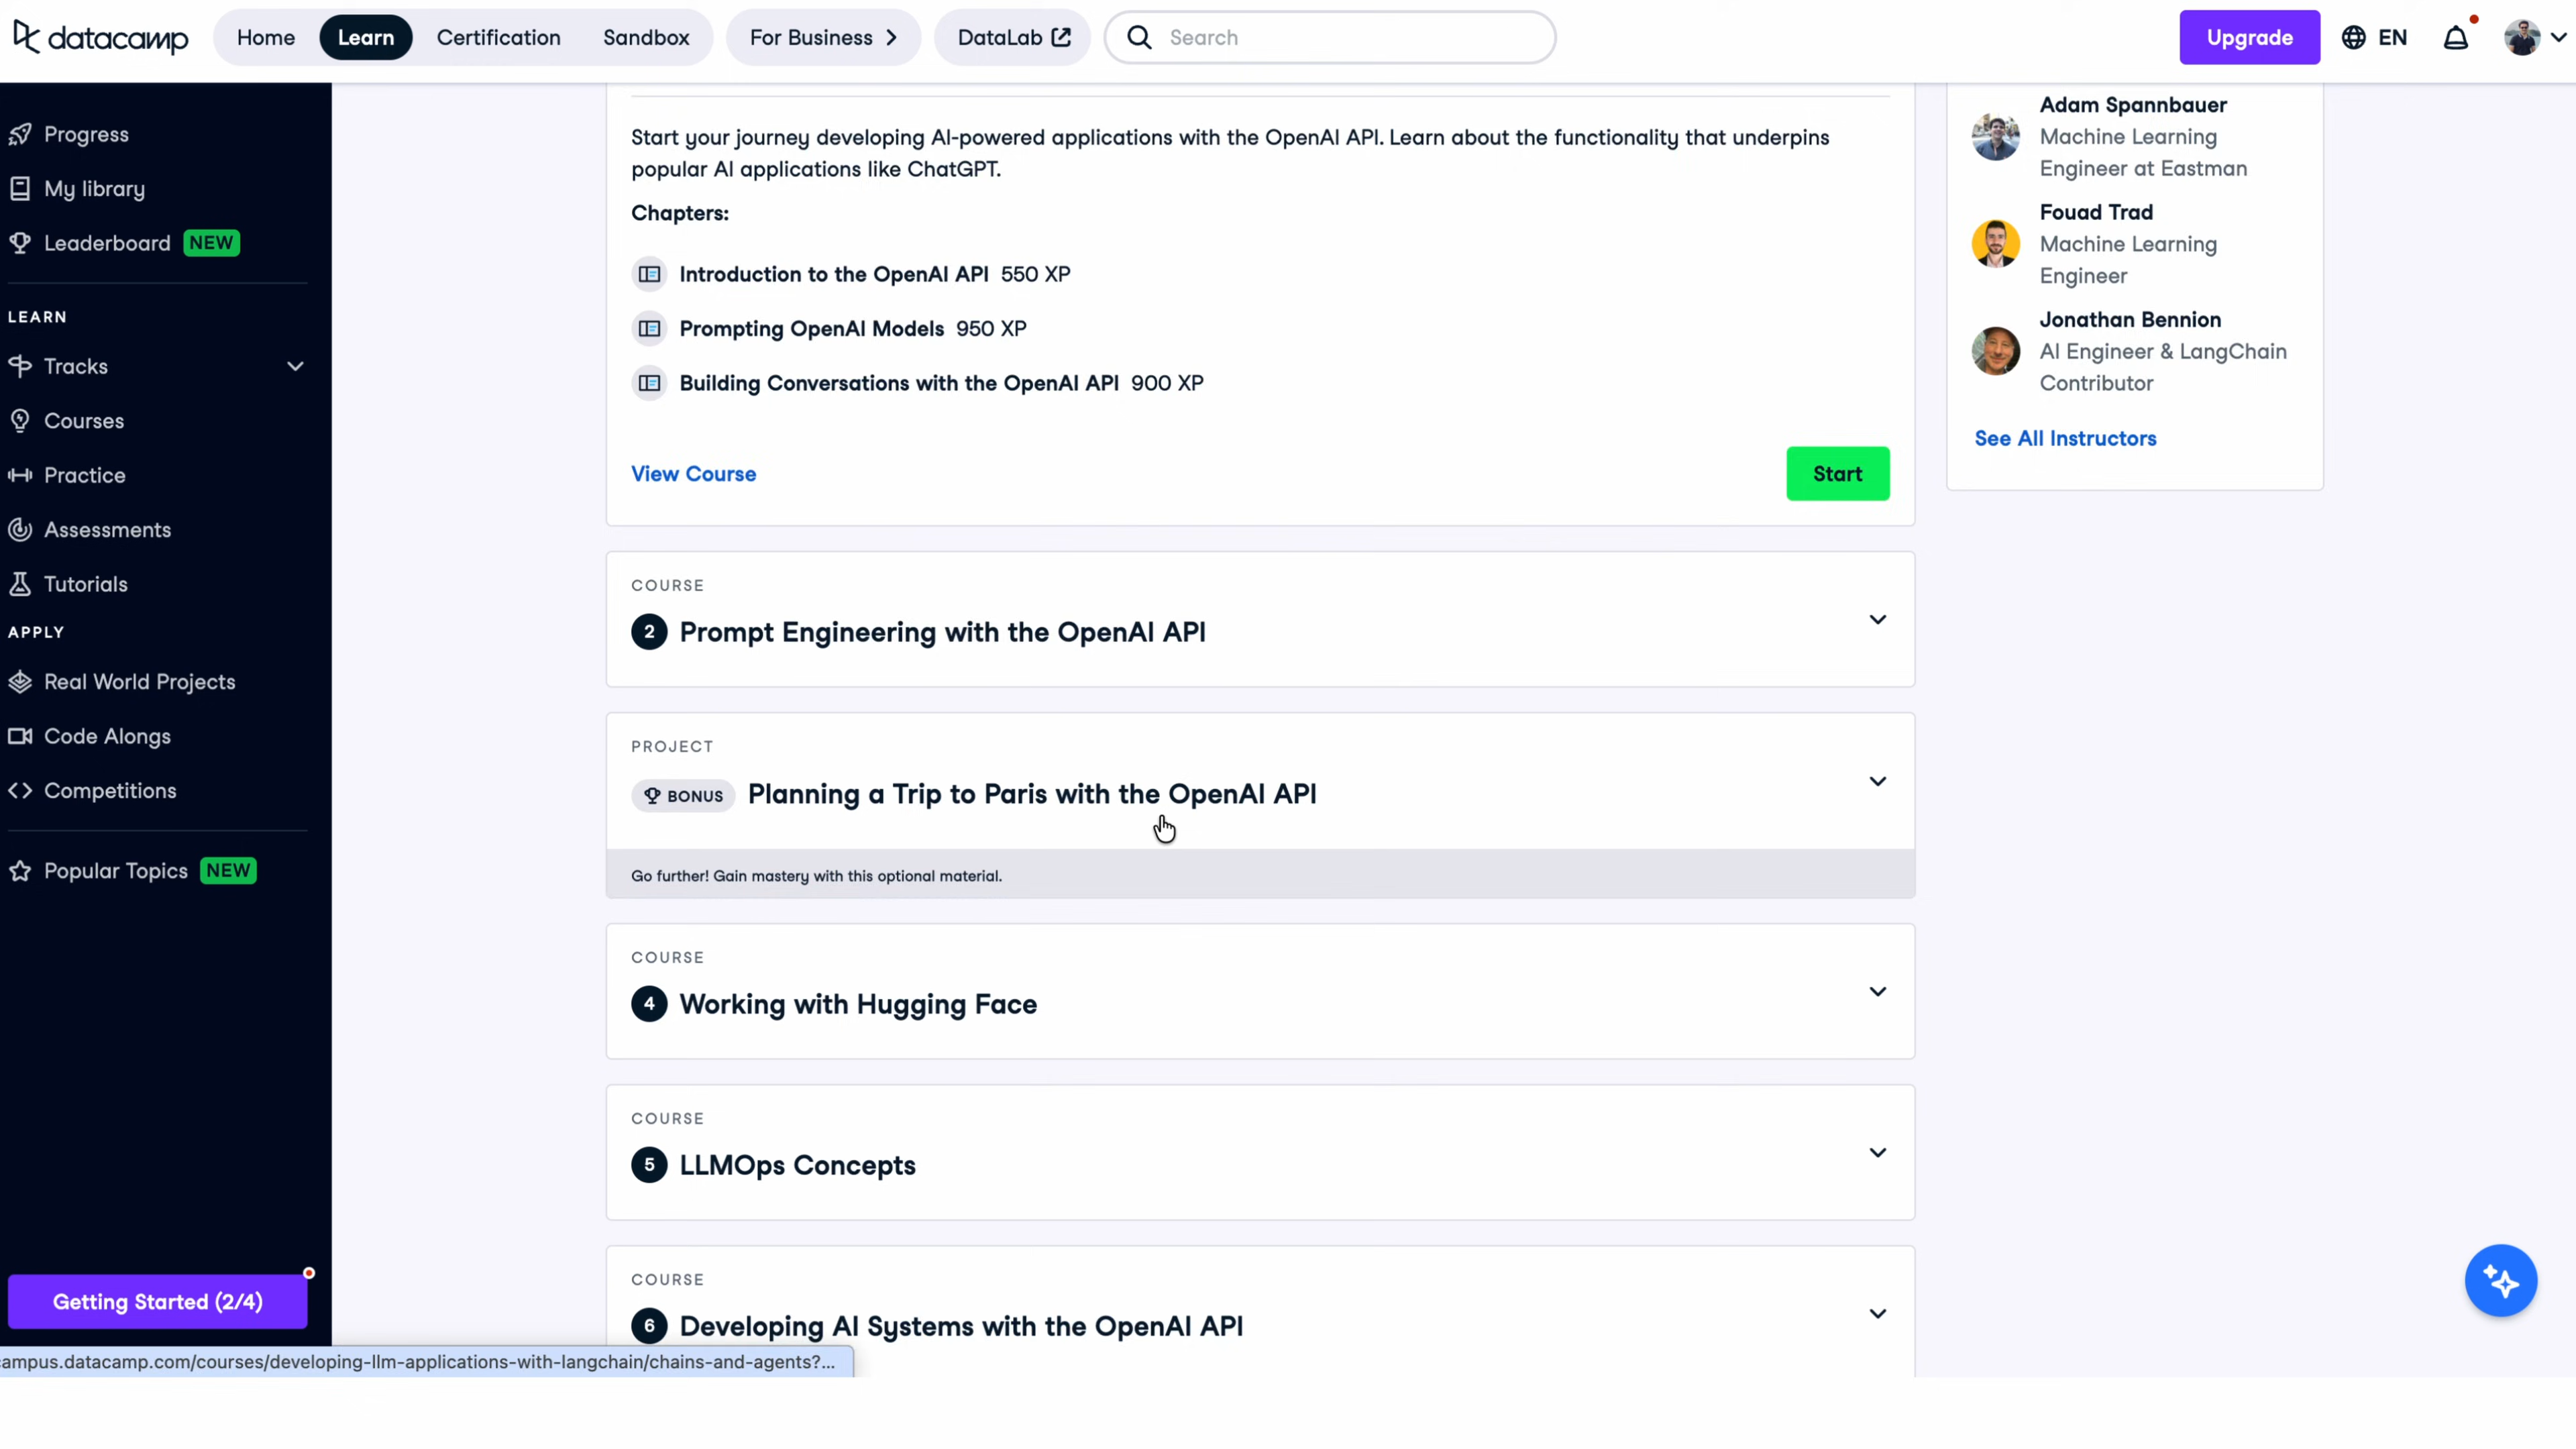 datacamp
Home
Learn
Certification
Sandbox
For Business
DataLab
Search
Upgrade
EN
Progress
My library
Leaderboard NEW
LEARN
Tracks
Courses
Practice
Assessments
Tutorials
APPLY
Real World Projects
Code Alongs
Competitions
Popular Topics NEW
Getting Started (2/4)
Start your journey developing AI-powered applications with the OpenAI API. Learn about the functionality that underpins
popular AI applications like ChatGPT.
Chapters:
Introduction to the OpenAI API 550 XP
Prompting OpenAI Models 950 XP
Building Conversations with the OpenAI API 900 XP
View Course
Start
COURSE
2 Prompt Engineering with the OpenAI API
PROJECT
BONUS Planning a Trip to Paris with the OpenAI API
Go further! Gain mastery with this optional material.
COURSE
4 Working with Hugging Face
COURSE
5 LLMOps Concepts
COURSE
6 Developing AI Systems with the OpenAI API
Adam Spannbauer
Machine Learning
Engineer at Eastman
Fouad Trad
Machine Learning
Engineer
Jonathan Bennion
AI Engineer & LangChain
Contributor
See All Instructors
campus.datacamp.com/courses/developing-llm-applications-with-langchain/chains-and-agents?...